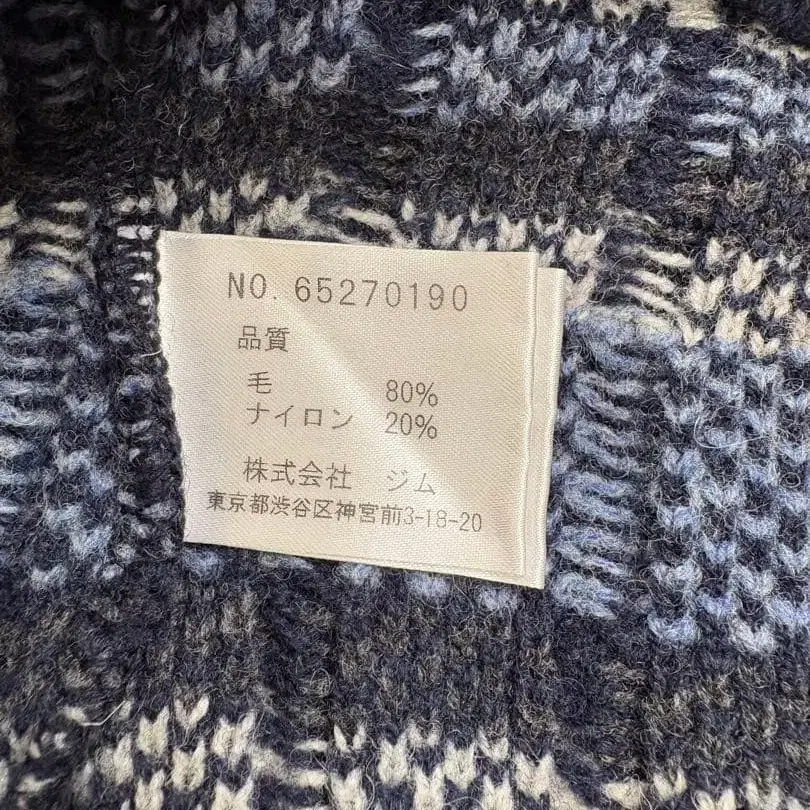 NO. 65270190
品質
毛 80%
ナイロン 20%
株式会社 ジム
東京都渋谷区神宮前3-18-20